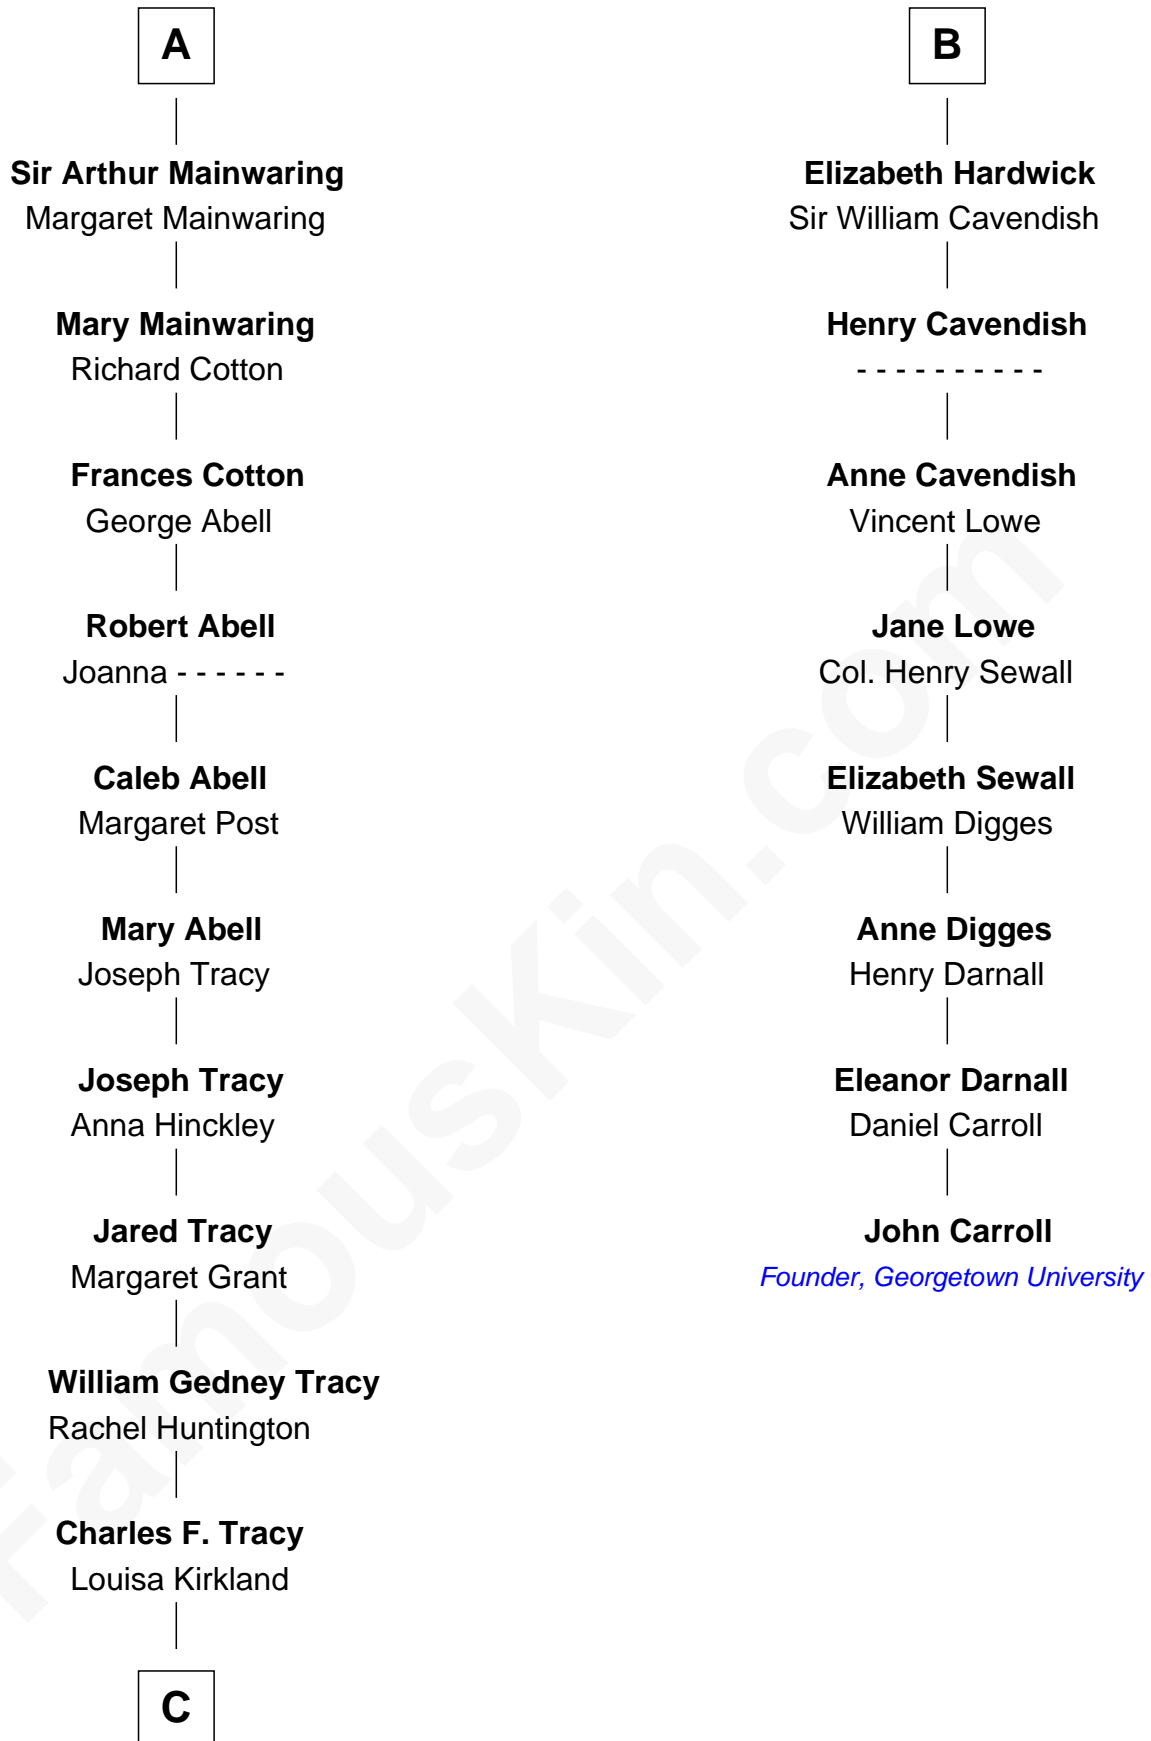 A
Sir Arthur Mainwaring
Margaret Mainwaring
Mary Mainwaring
Richard Cotton
Frances Cotton
George Abell
Robert Abell
Joanna - - - - - -
Caleb Abell
Margaret Post
Mary Abell
Joseph Tracy
Joseph Tracy
Anna Hinckley
Jared Tracy
Margaret Grant
William Gedney Tracy
Rachel Huntington
Charles F. Tracy
Louisa Kirkland
C
B
Elizabeth Hardwick
Sir William Cavendish
Henry Cavendish
- - - - - - - - - -
Anne Cavendish
Vincent Lowe
Jane Lowe
Col. Henry Sewall
Elizabeth Sewall
William Digges
Anne Digges
Henry Darnall
Eleanor Darnall
Daniel Carroll
John Carroll
Founder, Georgetown University
FamousKin.com